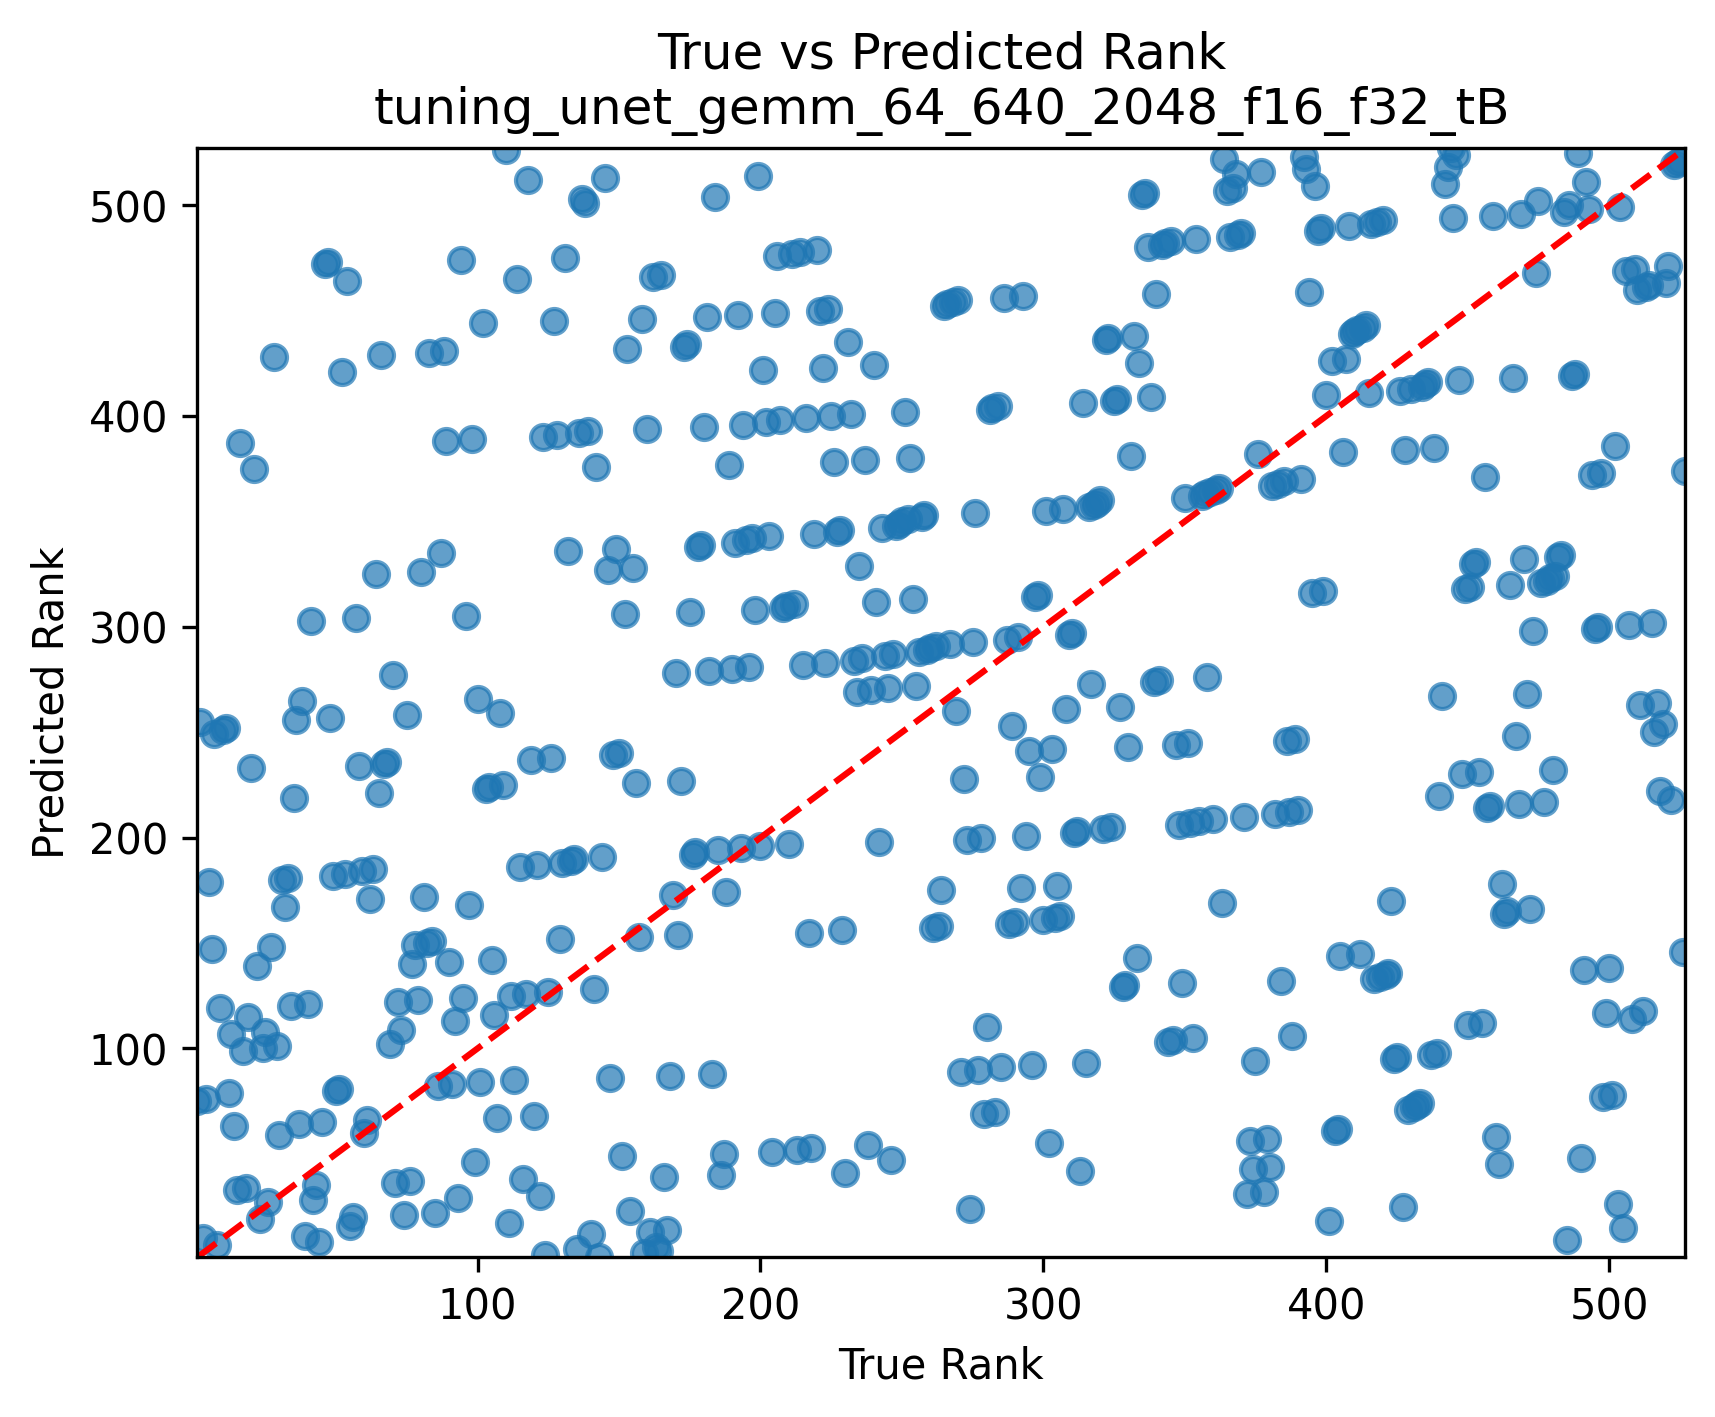 True vs Predicted Rank
tuning_unet_gemm_64_640_2048_f16_f32_tB
Predicted Rank
500
400
300
200
100
100 200 300 400 500
True Rank